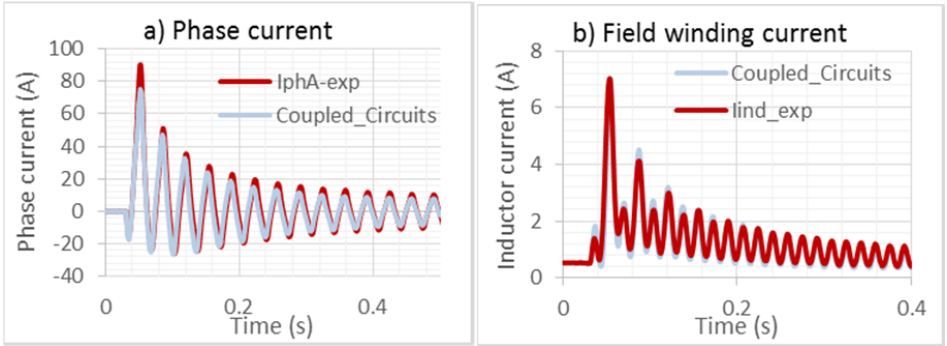 a) Phase current
Phase current (A)
100
80
60
40
20
0
-20
-40
IphA-exp
Coupled_Circuits
0
0.2
0.4
Time (s)
b) Field winding current
Inductor current (A)
8
6
4
2
0
Coupled_Circuits
Iind_exp
0
0.2
0.4
Time (s)